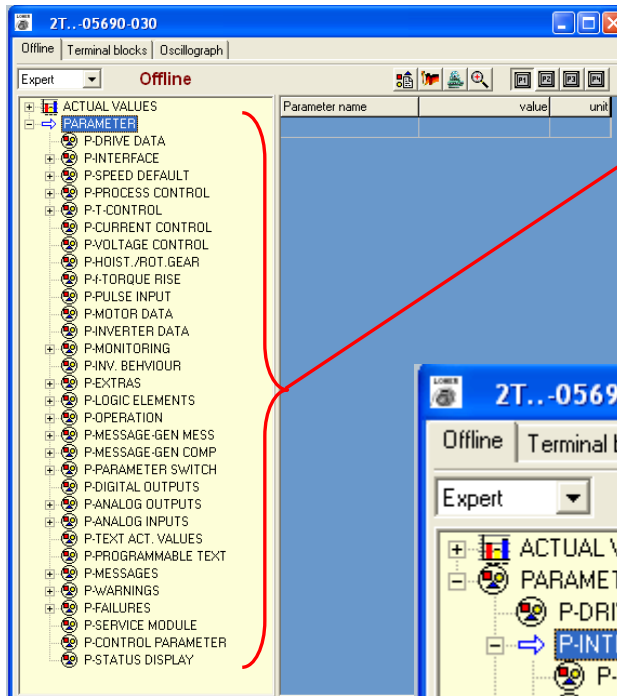 2T..-05690-030
Offline Terminal blocks Oscillograph
Expert Offline P1 P2 P3 P4
ACTUAL VALUES
PARAMETER
P-DRIVE DATA
P-INTERFACE
P-SPEED DEFAULT
P-PROCESS CONTROL
P-T-CONTROL
P-CURRENT CONTROL
P-VOLTAGE CONTROL
P-HOIST./ROT.GEAR
P-f-TORQUE RISE
P-PULSE INPUT
P-MOTOR DATA
P-INVERTER DATA
P-MONITORING
P-INV. BEHVIOUR
P-EXTRAS
P-LOGIC ELEMENTS
P-OPERATION
P-MESSAGE-GEN MESS
P-MESSAGE-GEN COMP
P-PARAMETER SWITCH
P-DIGITAL OUTPUTS
P-ANALOG OUTPUTS
P-ANALOG INPUTS
P-TEXT ACT. VALUES
P-PROGRAMMABLE TEXT
P-MESSAGES
P-WARNINGS
P-FAILURES
P-SERVICE MODULE
P-CONTROL PARAMETER
P-STATUS DISPLAY
Parameter name value unit
2T..-0569
Offline Terminal b
Expert
ACTUAL V
PARAMET
P-DRI
P-INT
P-